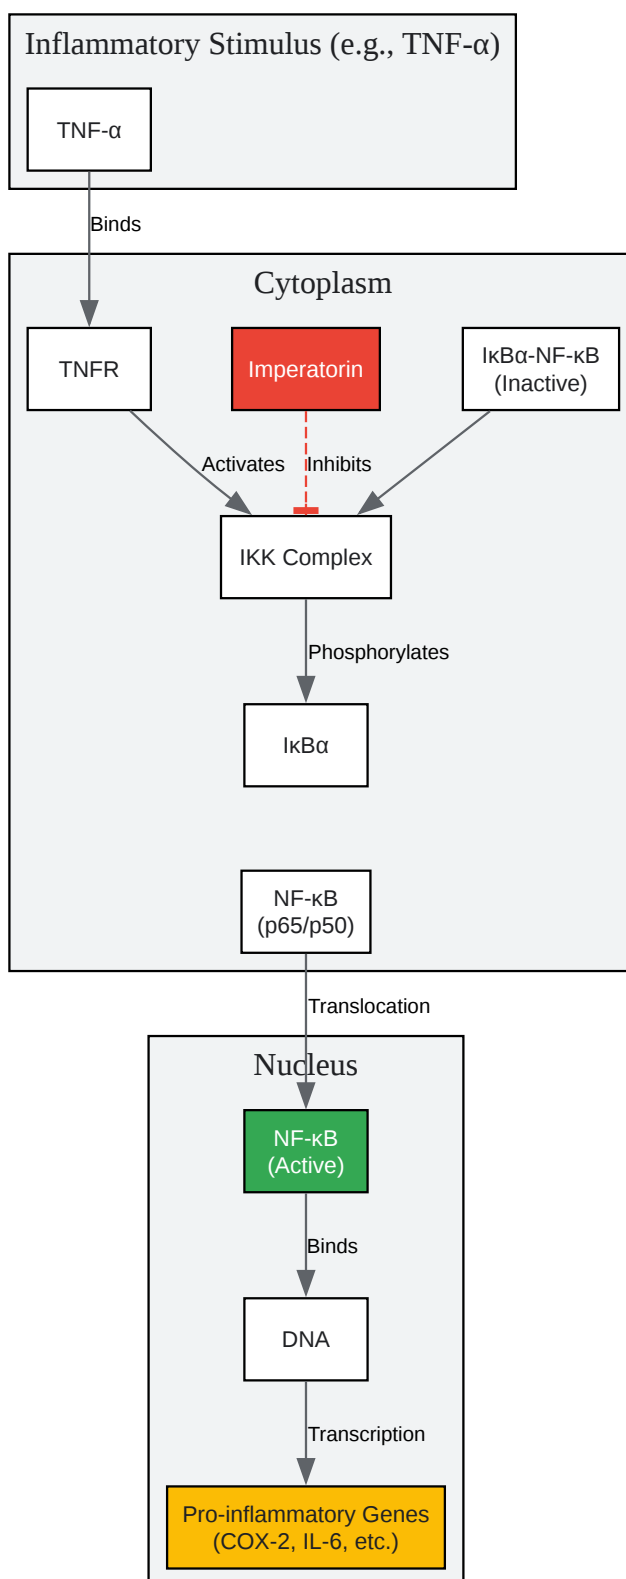 Inflammatory Stimulus (e.g., TNF-α)
TNF-α
Binds
Cytoplasm
TNFR
Imperatorin
IκBα-NF-κB
(Inactive)
Activates
Inhibits
IKK Complex
Phosphorylates
IκBα
NF-κB
(p65/p50)
Translocation
Nucleus
NF-κB
(Active)
Binds
DNA
Transcription
Pro-inflammatory Genes
(COX-2, IL-6, etc.)